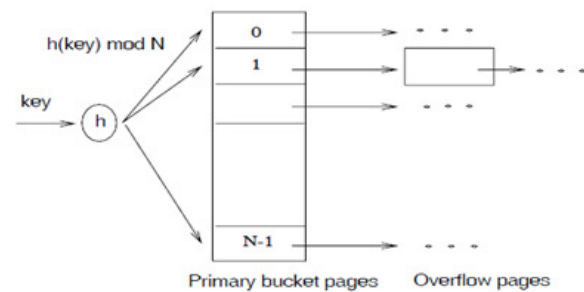 h(key) mod N
0
1
key
h
N-1
Primary bucket pages
Overflow pages